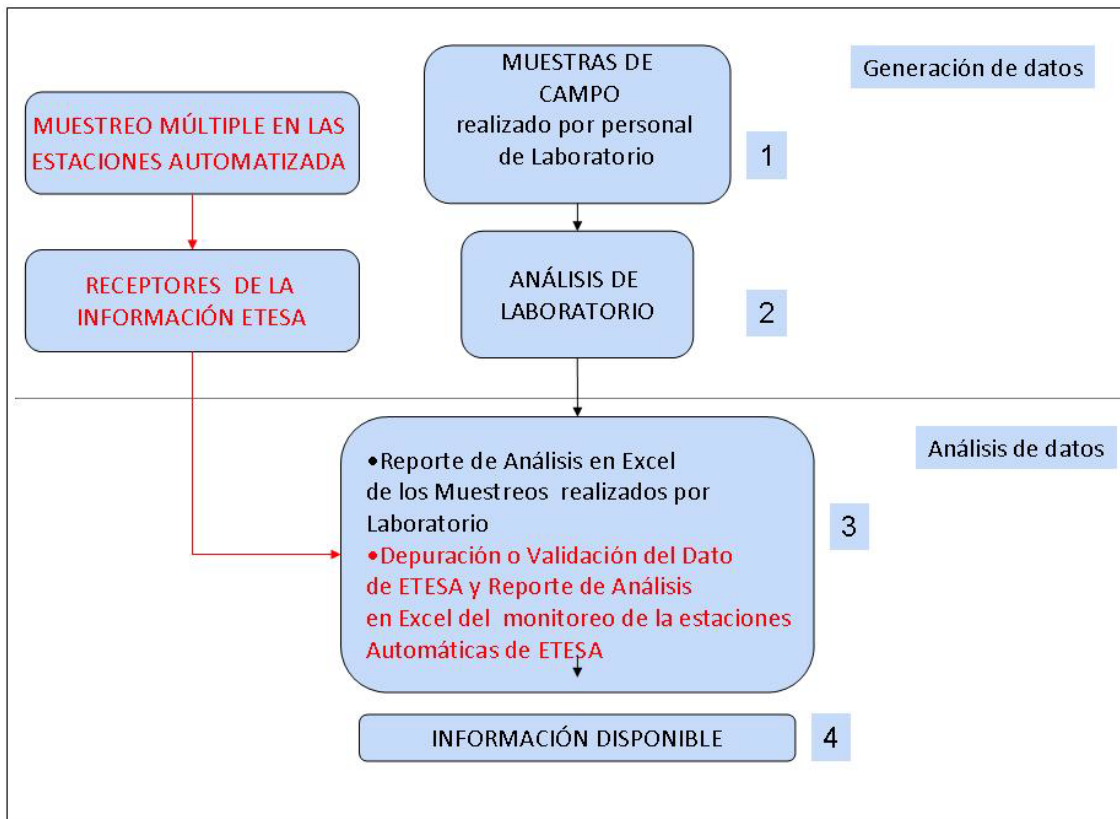 MUESTRAS DE
CAMPO
realizado por personal
de Laboratorio
Generación de datos
MUESTREO MÚLTIPLE EN LAS
ESTACIONES AUTOMATIZADA
1
RECEPTORES DE LA
INFORMACIÓN ETESA
ANÁLISIS DE
LABORATORIO
2
Análisis de datos
•Reporte de Análisis en Excel
de los Muestreos realizados por
Laboratorio
•Depuración o Validación del Dato
de ETESA y Reporte de Análisis
en Excel del monitoreo de la estaciones
Automáticas de ETESA
3
INFORMACIÓN DISPONIBLE
4